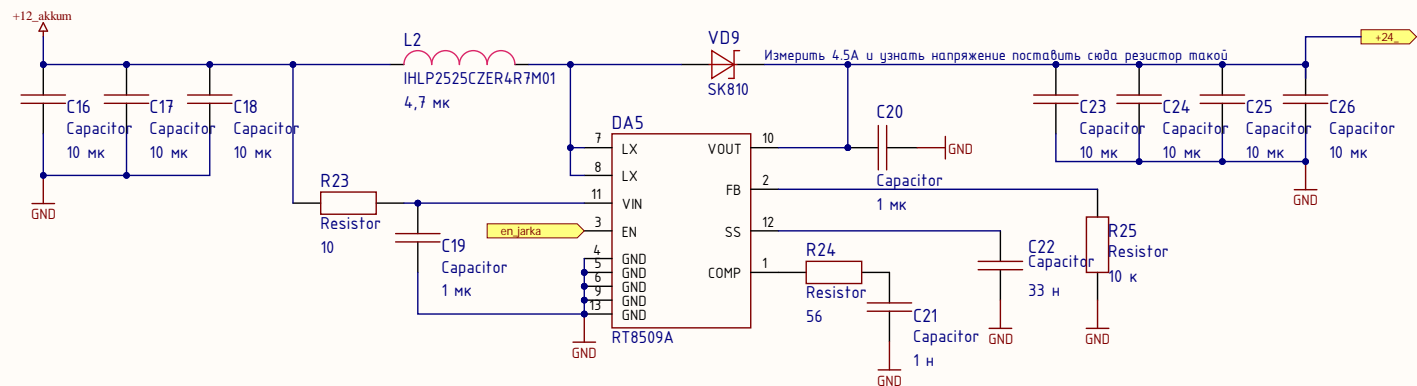 +12_akkum
L2
IHLP2525CZER4R7M01
4,7 мк
VD9
SK810
Измерить 4.5А и узнать напряжение поставить сюда резистор такой
+24_
C16
Capacitor
10 мк
C17
Capacitor
10 мк
C18
Capacitor
10 мк
GND
R23
Resistor
10
C19
Capacitor
1 мк
en_jarka
DA5
7
LX
8
LX
11
VIN
3
EN
4
GND
5
GND
6
GND
9
GND
13
GND
VOUT
10
FB
2
SS
12
COMP
1
RT8509A
GND
C20
Capacitor
1 мк
GND
R24
Resistor
56
C21
Capacitor
1 н
GND
C22
Capacitor
33 н
GND
R25
Resistor
10 к
GND
C23
Capacitor
10 мк
C24
Capacitor
10 мк
C25
Capacitor
10 мк
C26
Capacitor
10 мк
GND